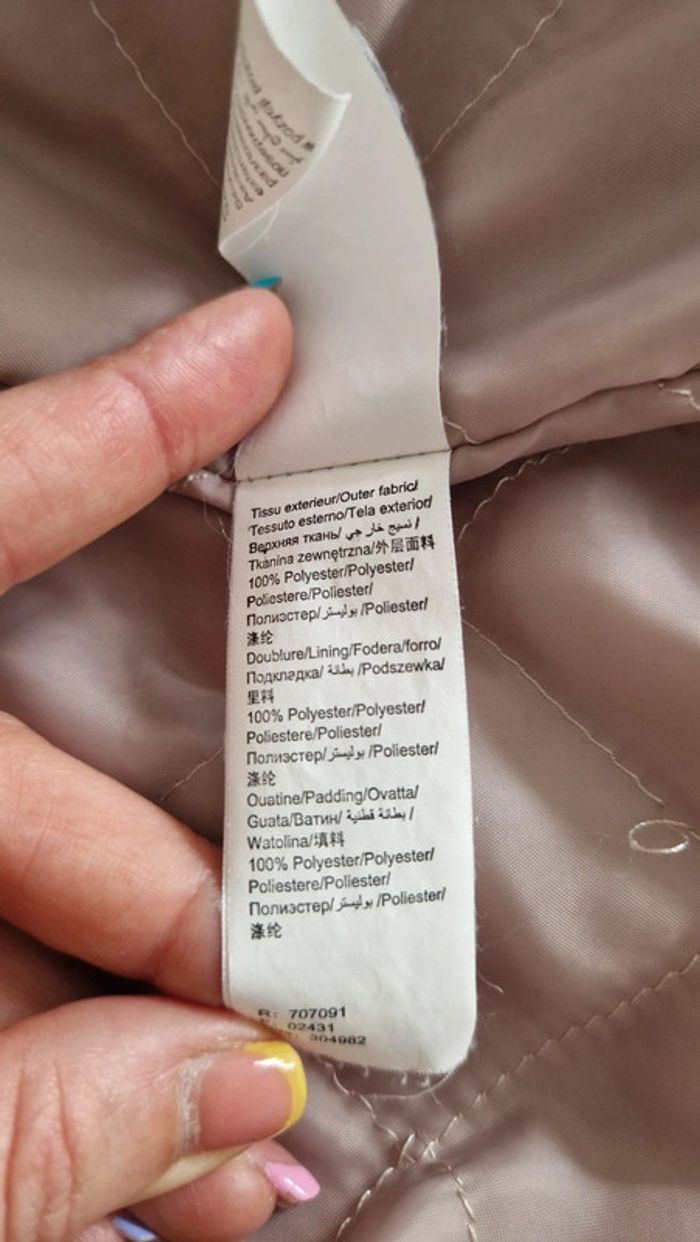 Tissu exterieur/Outer fabric/
Tessuto esterno/Tela exterior/
Верхняя ткань/ نسيج خارجي /
Tkanina zewnętrzna/外层面料
100% Polyester/Polyester/
Poliestere/Poliester/
Полиэстер/ بوليستر /Poliester/
涤纶
Doublure/Lining/Fodera/forro/
Подкладка/ بطانة /Podszewka/
里料
100% Polyester/Polyester/
Poliestere/Poliester/
Полиэстер/ بوليستر /Poliester/
涤纶
Ouatine/Padding/Ovatta/
Guata/Ватин/ بطانة قطنية /
Watolina/填料
100% Polyester/Polyester/
Poliestere/Poliester/
Полиэстер/ بوليستر /Poliester/
涤纶
R: 707091
02431
304982